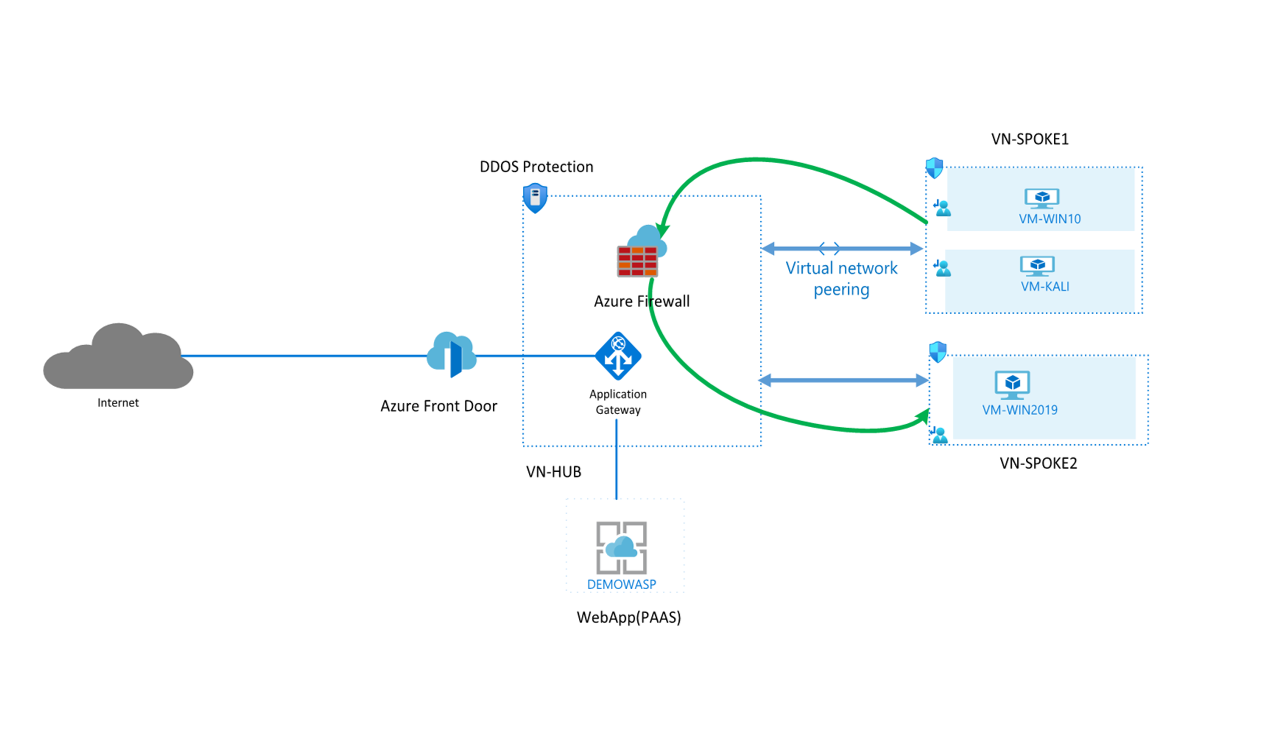 VN-SPOKE1
DDOS Protection
VM-WIN10
Virtual network
peering
VM-KALI
Azure Firewall
Internet
Azure Front Door
Application
Gateway
VM-WIN2019
VN-HUB
VN-SPOKE2
DEMOWASP
WebApp(PAAS)